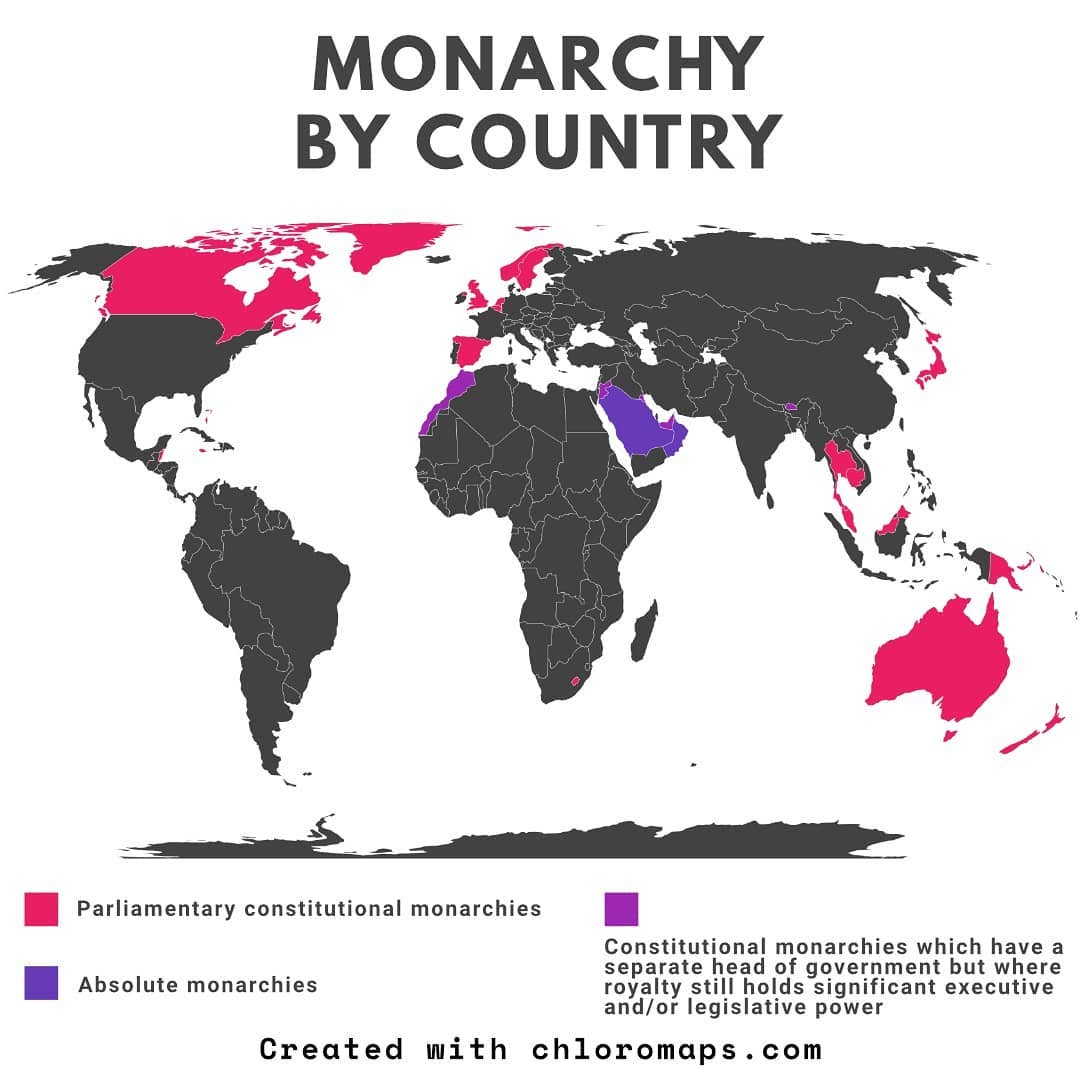 MONARCHY
BY COUNTRY
Parliamentary constitutional monarchies
Absolute monarchies
Constitutional monarchies which have a
separate head of government but where
royalty still holds significant executive
and/or legislative power
Created with chloromaps.com